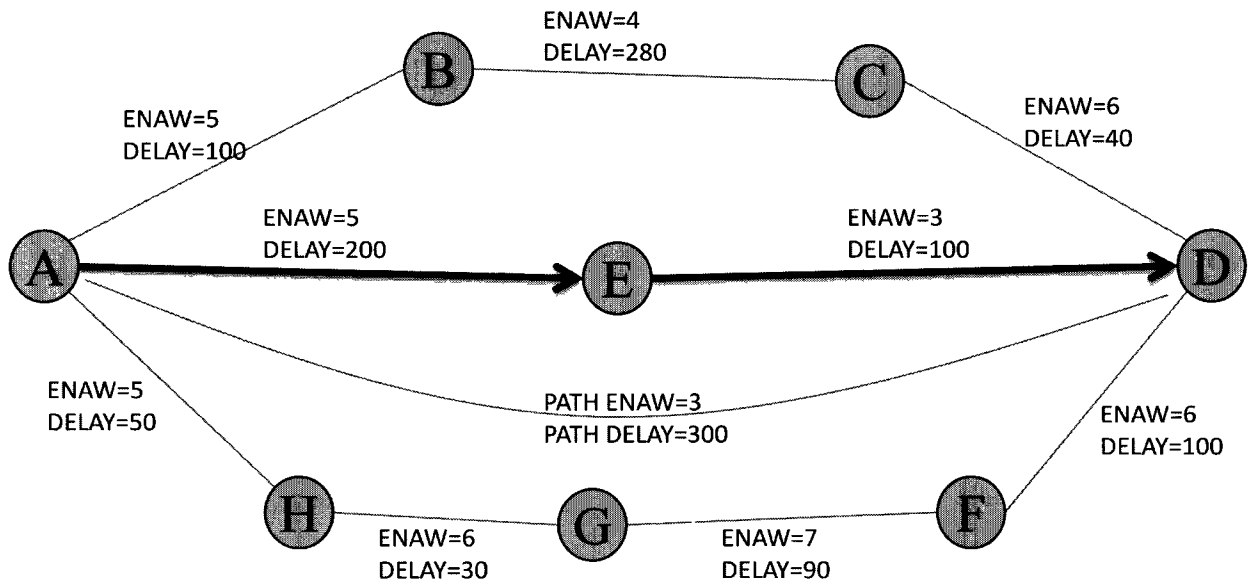 ENAW=4
DELAY=280
B
C
ENAW=5
DELAY=100
ENAW=6
DELAY=40
ENAW=5
DELAY=200
ENAW=3
DELAY=100
A
E
D
ENAW=5
DELAY=50
PATH ENAW=3
PATH DELAY=300
ENAW=6
DELAY=100
H
G
F
ENAW=6
DELAY=30
ENAW=7
DELAY=90